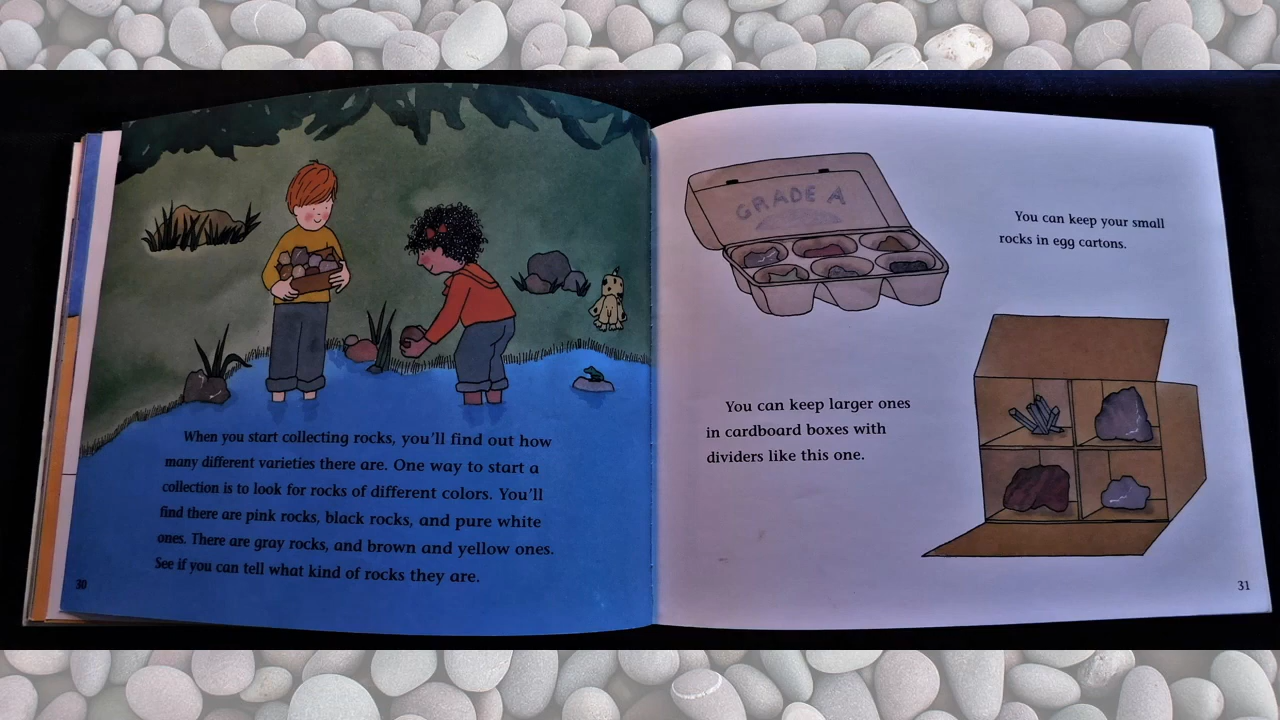 When you start collecting rocks, you'll find out how
many different varieties there are. One way to start a
collection is to look for rocks of different colors. You'll
find there are pink rocks, black rocks, and pure white
ones. There are gray rocks, and brown and yellow ones.
See if you can tell what kind of rocks they are.
30
GRADE A
You can keep your small
rocks in egg cartons.
You can keep larger ones
in cardboard boxes with
dividers like this one.
31